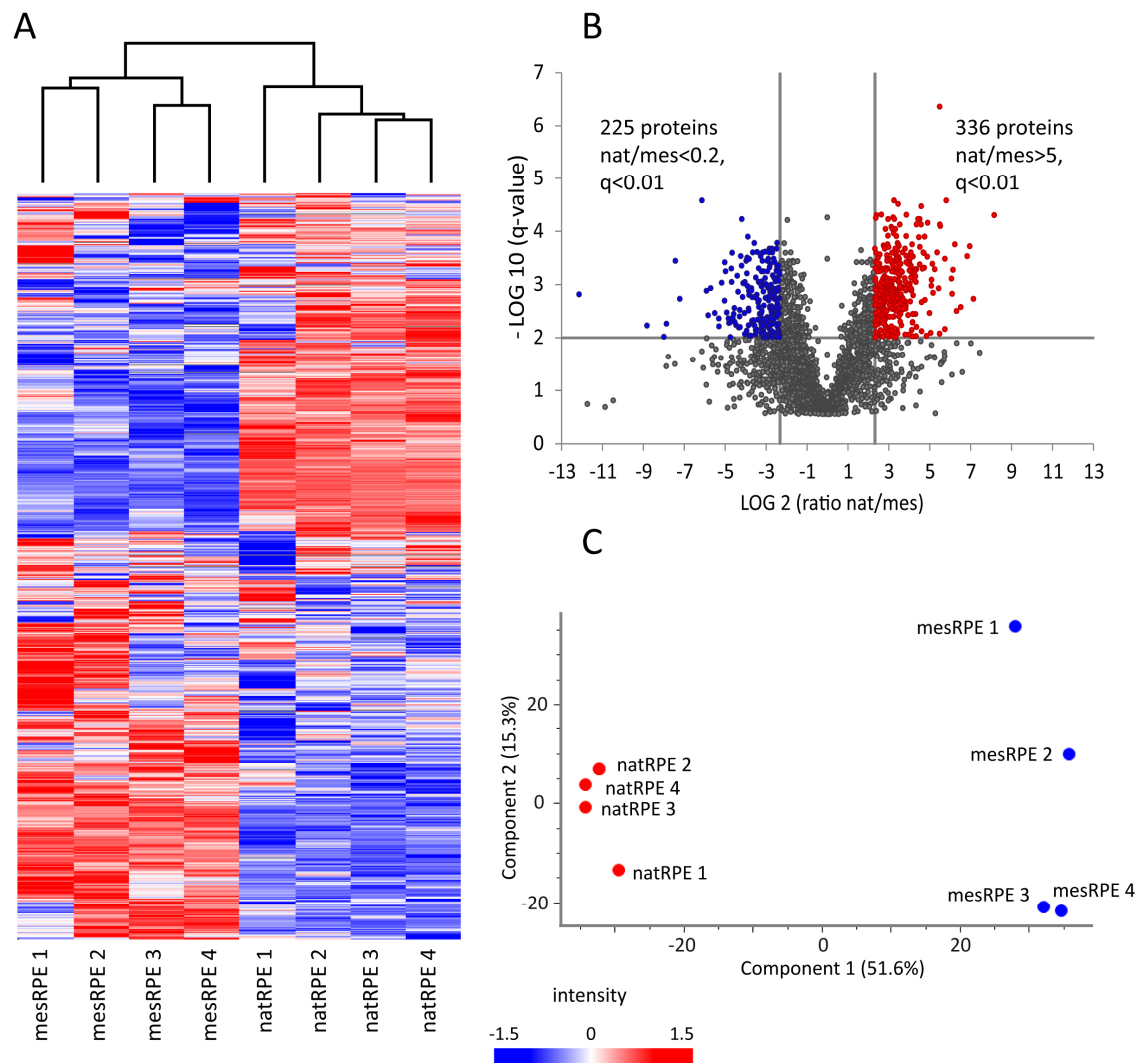 A
mesRPE 1
mesRPE 2
mesRPE 3
mesRPE 4
natRPE 1
natRPE 2
natRPE 3
natRPE 4
B
7
6
5
4
3
2
1
0
-LOG 10 (q-value)
225 proteins
nat/mes<0.2,
q<0.01
336 proteins
nat/mes>5,
q<0.01
-13 -11 -9 -7 -5 -3 -1 1 3 5 7 9 11 13
LOG 2 (ratio nat/mes)
C
20
0
-20
Component 2 (15.3%)
mesRPE 1
mesRPE 2
natRPE 2
natRPE 4
natRPE 3
natRPE 1
mesRPE 3
mesRPE 4
-20 0 20
Component 1 (51.6%)
intensity
-1.5 0 1.5